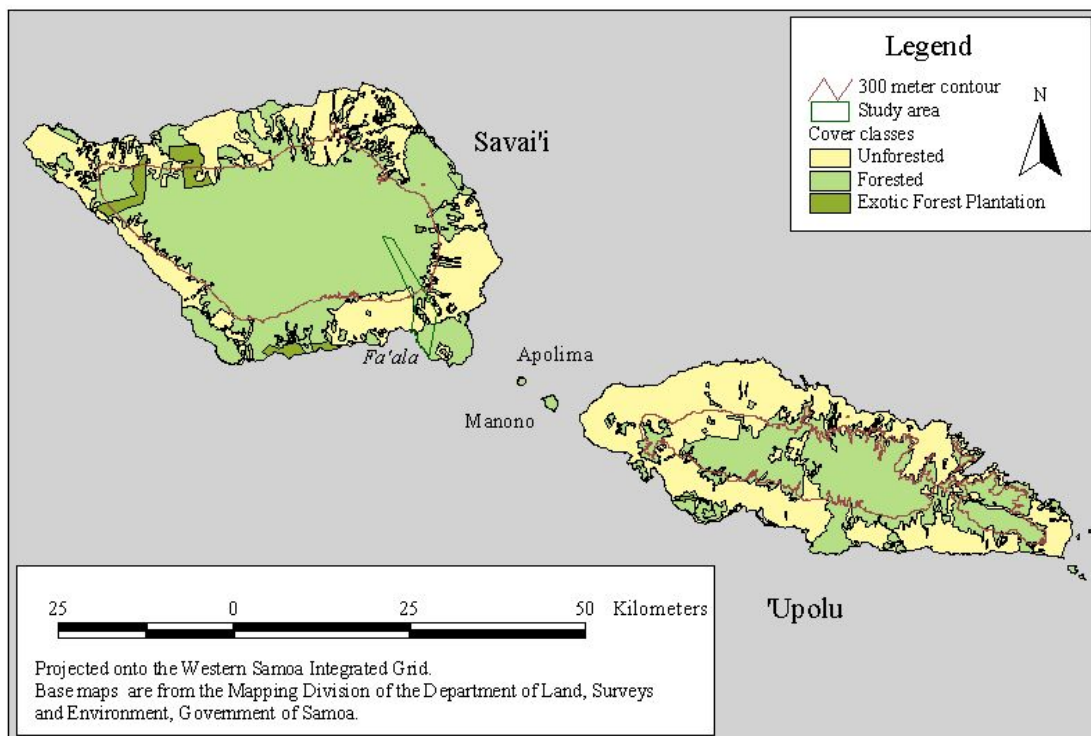 Legend
300 meter contour
Study area
Cover classes
Unforested
Forested
Exotic Forest Plantation
N
Savai'i
Fa'ala
Apolima
Manono
'Upolu
25 0 25 50 Kilometers
Projected onto the Western Samoa Integrated Grid.
Base maps are from the Mapping Division of the Department of Land, Surveys
and Environment, Government of Samoa.